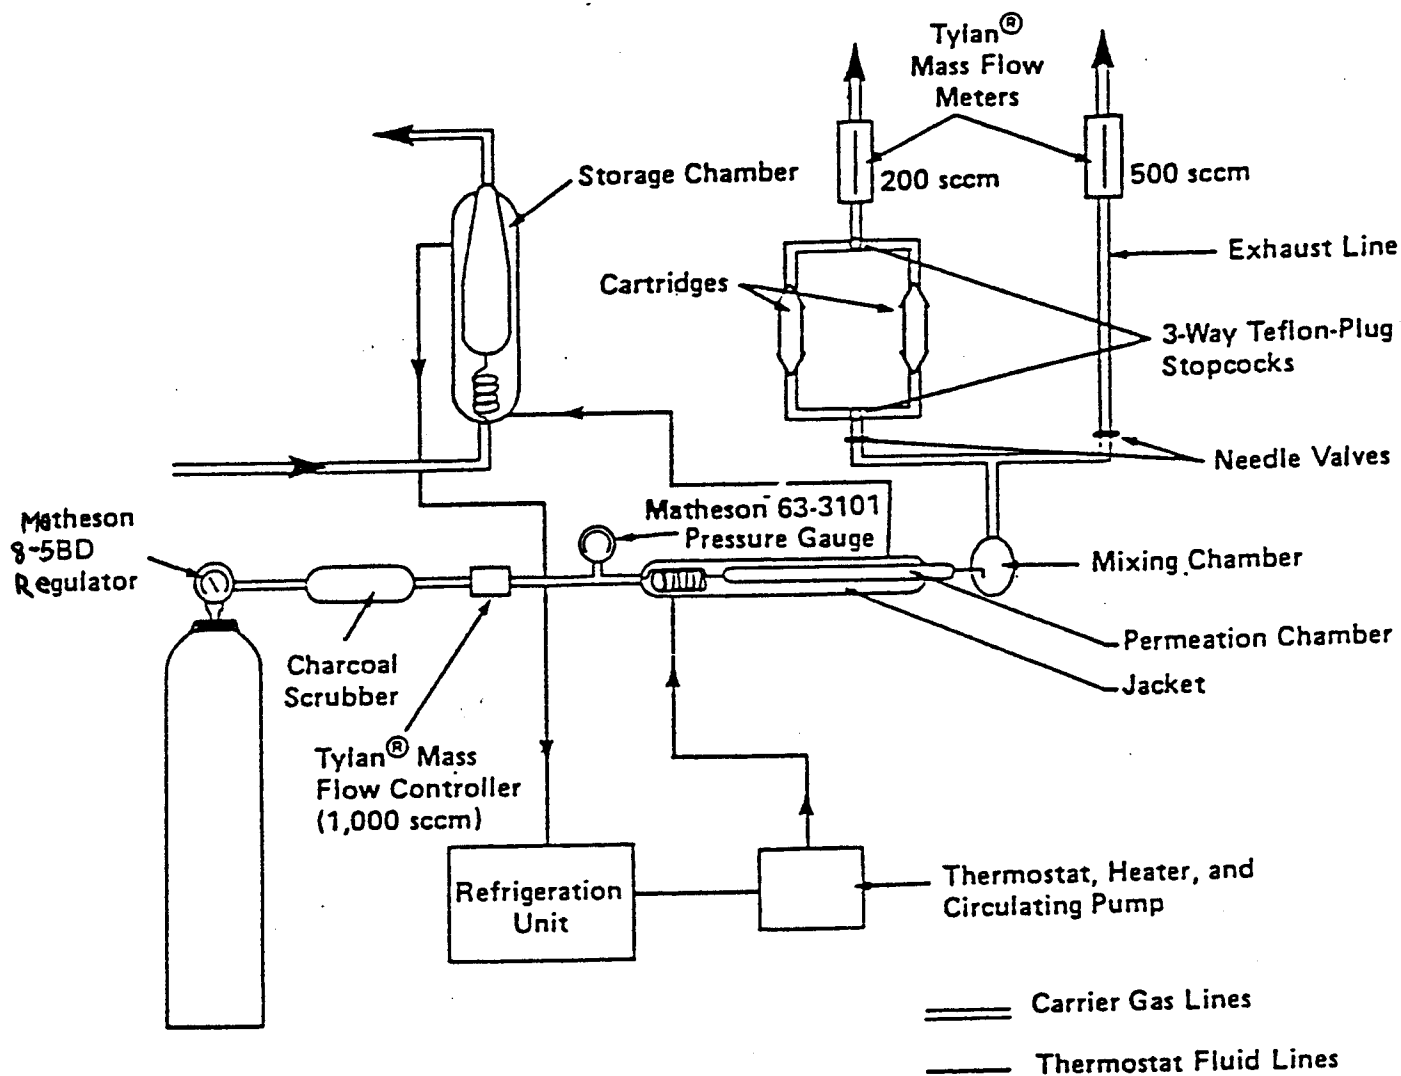 Tylan®
Mass Flow
Meters
Storage Chamber
200 sccm
500 sccm
Exhaust Line
Cartridges
3-Way Teflon-Plug
Stopcocks
Needle Valves
Matheson
8-5BD
Regulator
Matheson 63-3101
Pressure Gauge
Mixing Chamber
Charcoal
Scrubber
Permeation Chamber
Jacket
Tylan® Mass
Flow Controller
(1,000 sccm)
Refrigeration
Unit
Thermostat, Heater, and
Circulating Pump
Carrier Gas Lines
Thermostat Fluid Lines